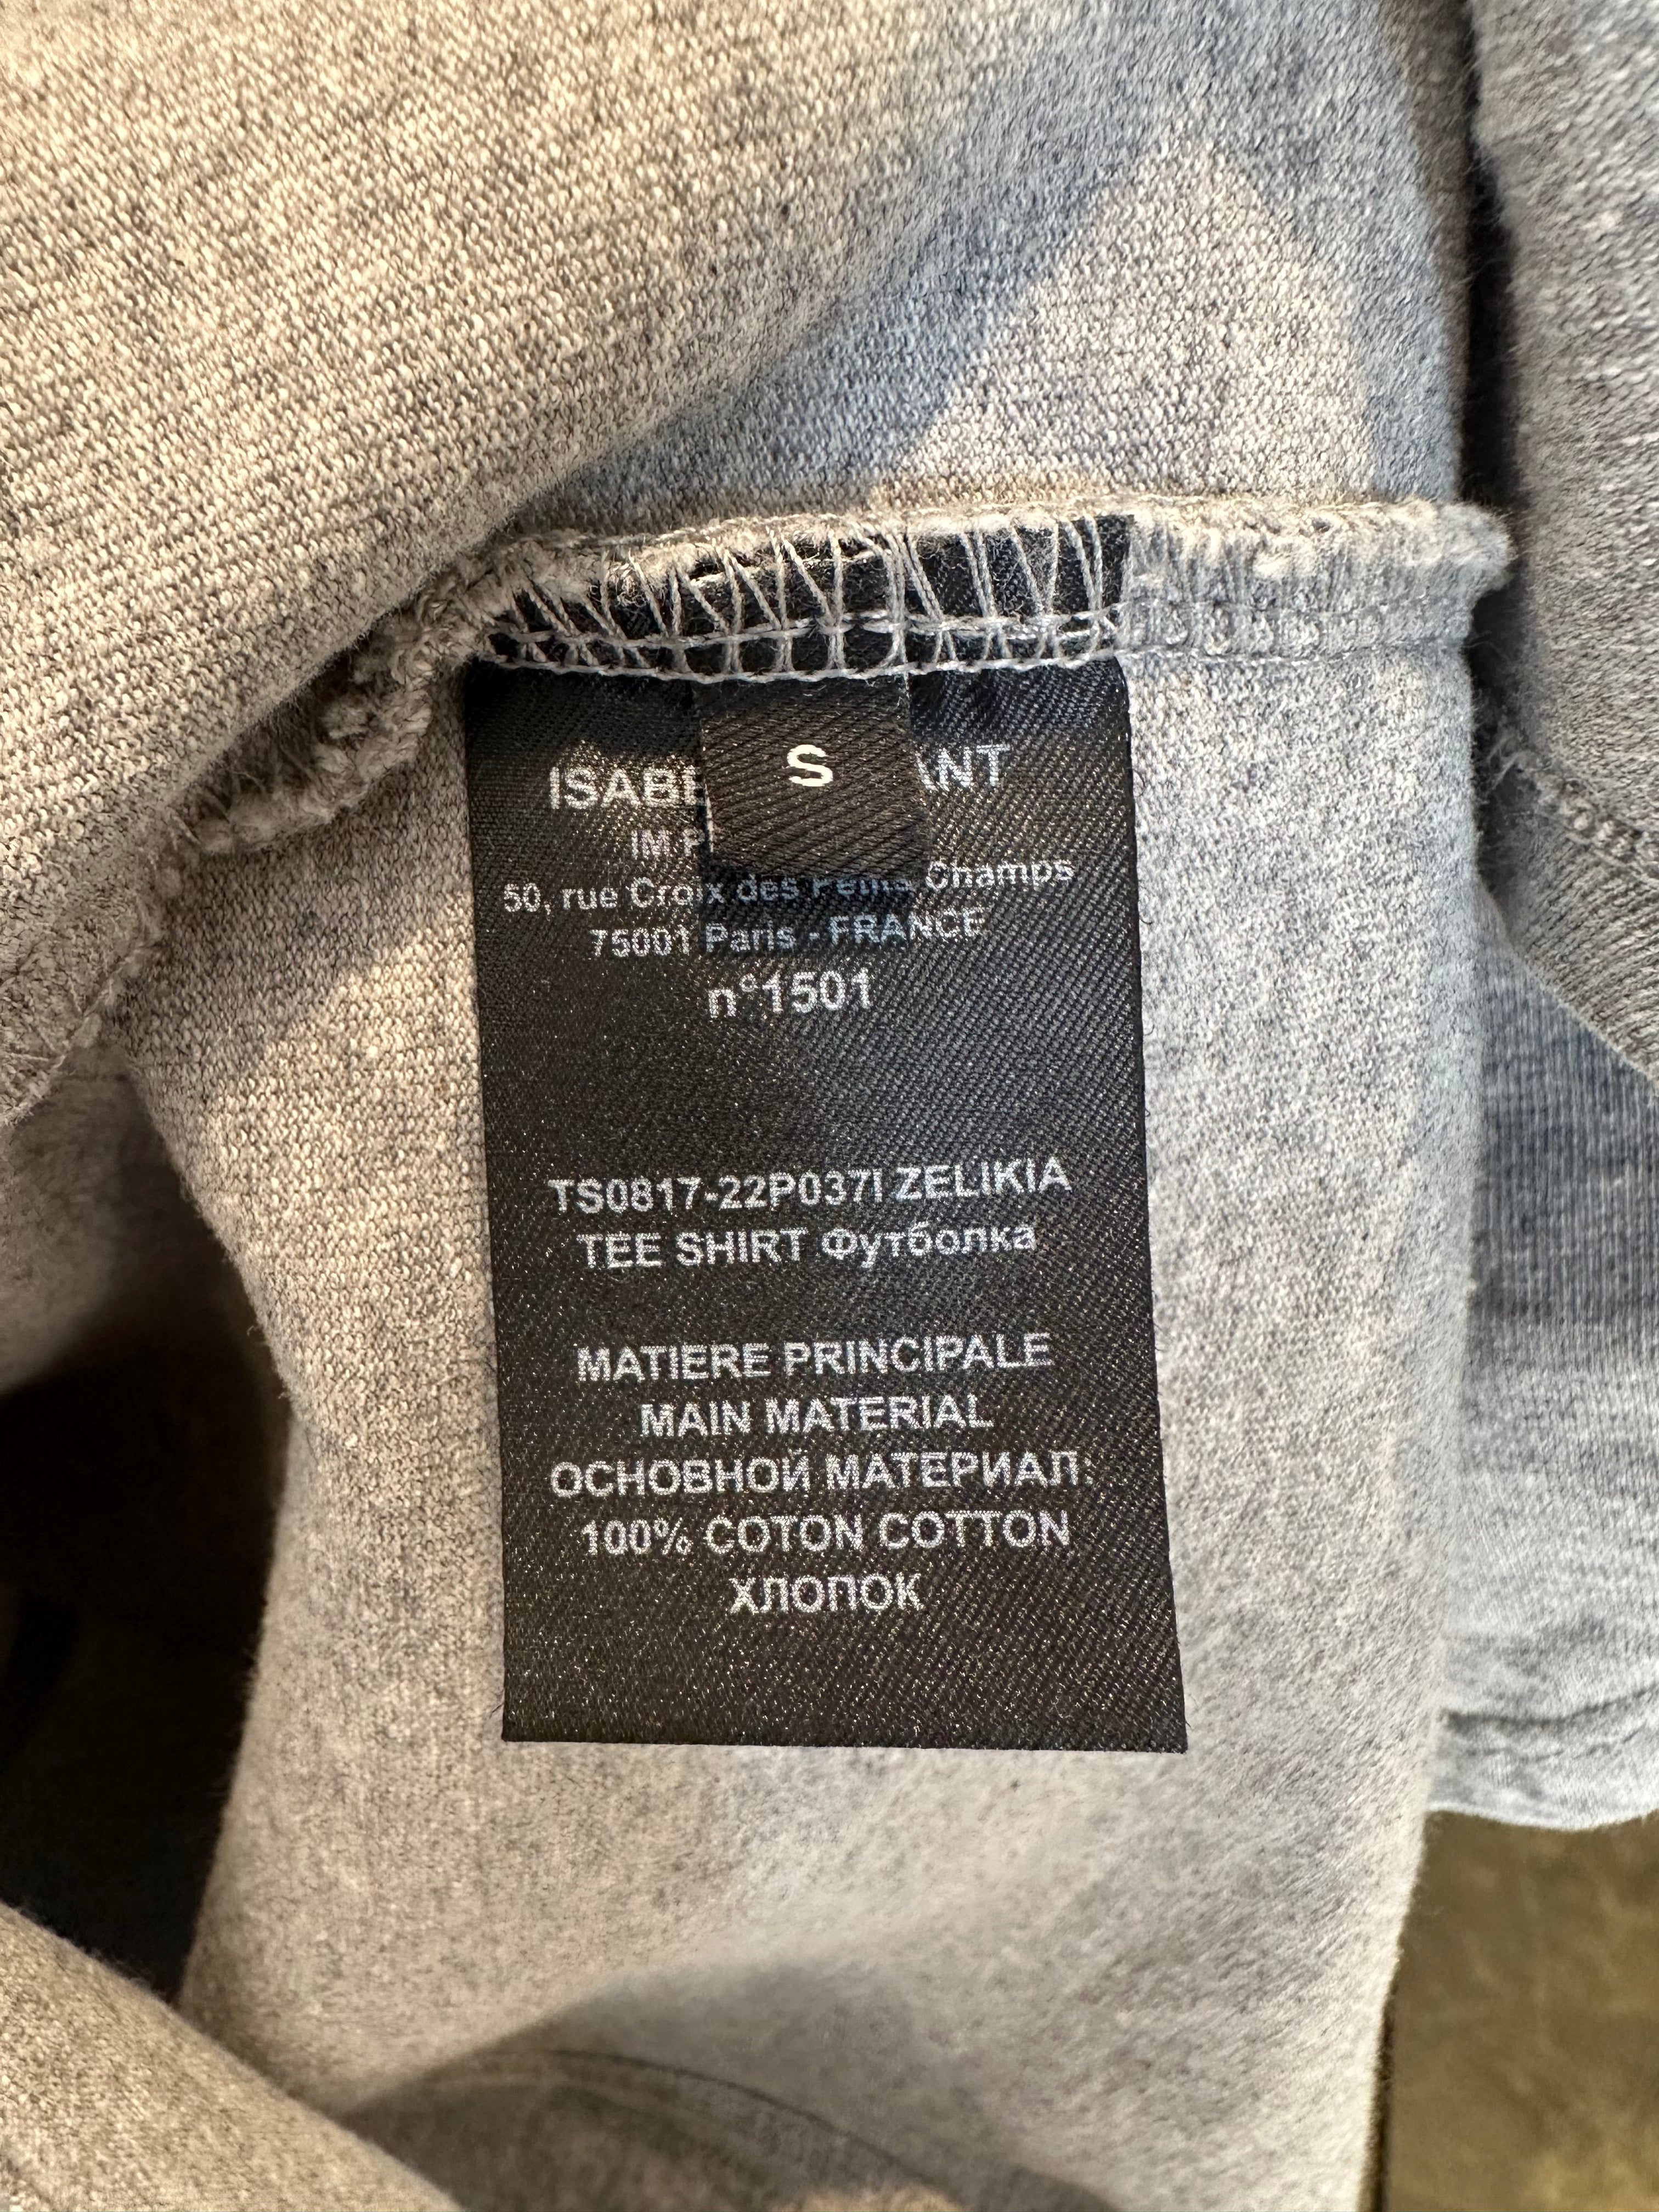 S
ISABE ANT
IM P
50, rue Croix des Petits Champs
75001 Paris - FRANCE
n°1501
TS0817-22P037I ZELIKIA
TEE SHIRT Футболка
MATIERE PRINCIPALE
MAIN MATERIAL
ОСНОВНОЙ МАТЕРИАЛ:
100% COTON COTTON
ХЛОПОК